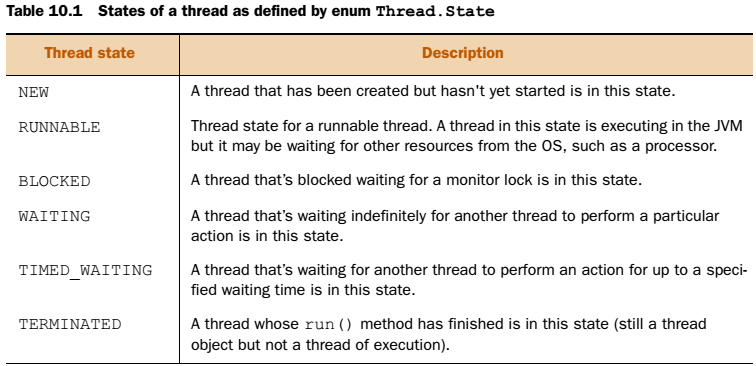 Table 10.1 States of a thread as defined by enum Thread.State
Thread state Description
NEW A thread that has been created but hasn't yet started is in this state.
RUNNABLE Thread state for a runnable thread. A thread in this state is executing in the JVM
but it may be waiting for other resources from the OS, such as a processor.
BLOCKED A thread that’s blocked waiting for a monitor lock is in this state.
WAITING A thread that’s waiting indefinitely for another thread to perform a particular
action is in this state.
TIMED_WAITING A thread that’s waiting for another thread to perform an action for up to a speci-
fied waiting time is in this state.
TERMINATED A thread whose run() method has finished is in this state (still a thread
object but not a thread of execution).